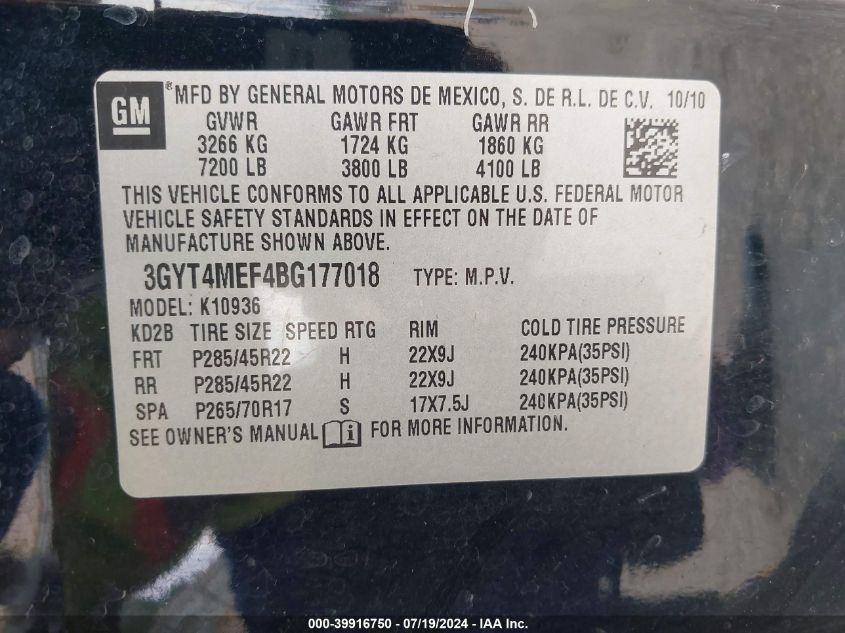 GM ® MFD BY GENERAL MOTORS DE MEXICO, S. DE R.L. DE C.V. 10/10
GVWR GAWR FRT GAWR RR
3266 KG 1724 KG 1860 KG
7200 LB 3800 LB 4100 LB
THIS VEHICLE CONFORMS TO ALL APPLICABLE U.S. FEDERAL MOTOR
VEHICLE SAFETY STANDARDS IN EFFECT ON THE DATE OF
MANUFACTURE SHOWN ABOVE.
3GYT4MEF4BG177018 TYPE: M.P.V.
MODEL: K10936
KD2B TIRE SIZE SPEED RTG RIM COLD TIRE PRESSURE
FRT P285/45R22 H 22X9J 240KPA(35PSI)
RR P285/45R22 H 22X9J 240KPA(35PSI)
SPA P265/70R17 S 17X7.5J 240KPA(35PSI)
SEE OWNER'S MANUAL i FOR MORE INFORMATION.
000-39916750 - 07/19/2024 - IAA Inc.